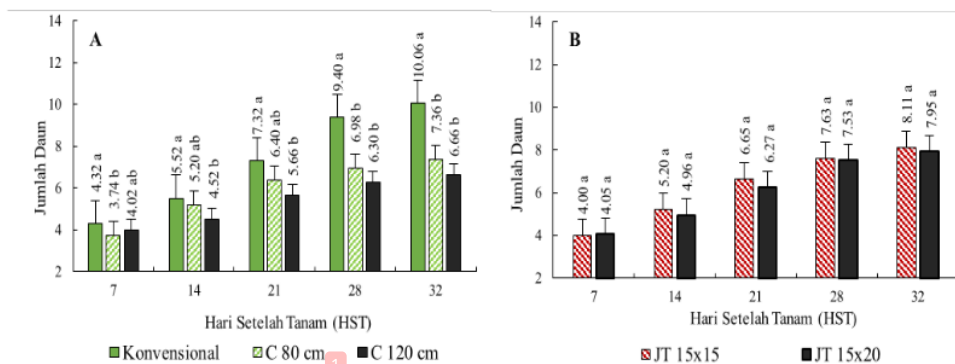 A
14
12
10
8
6
4
2
Jumlah Daun
4.32 a
3.74 b
4.02 ab
5.52 a
5.20 ab
4.52 b
7.32 a
6.40 ab
5.66 b
9.40 a
6.98 b
6.30 b
10.06 a
7.36 b
6.66 b
7 14 21 28 32
Hari Setelah Tanam (HST)
Konvensional C 80 cm C 120 cm
1
B
14
12
10
8
6
4
2
Jumlah Daun
4.00 a
4.05 a
5.20 a
4.96 a
6.65 a
6.27 a
7.63 a
7.53 a
8.11 a
7.95 a
7 14 21 28 32
Hari Setelah Tanam (HST)
JT 15x15 JT 15x20